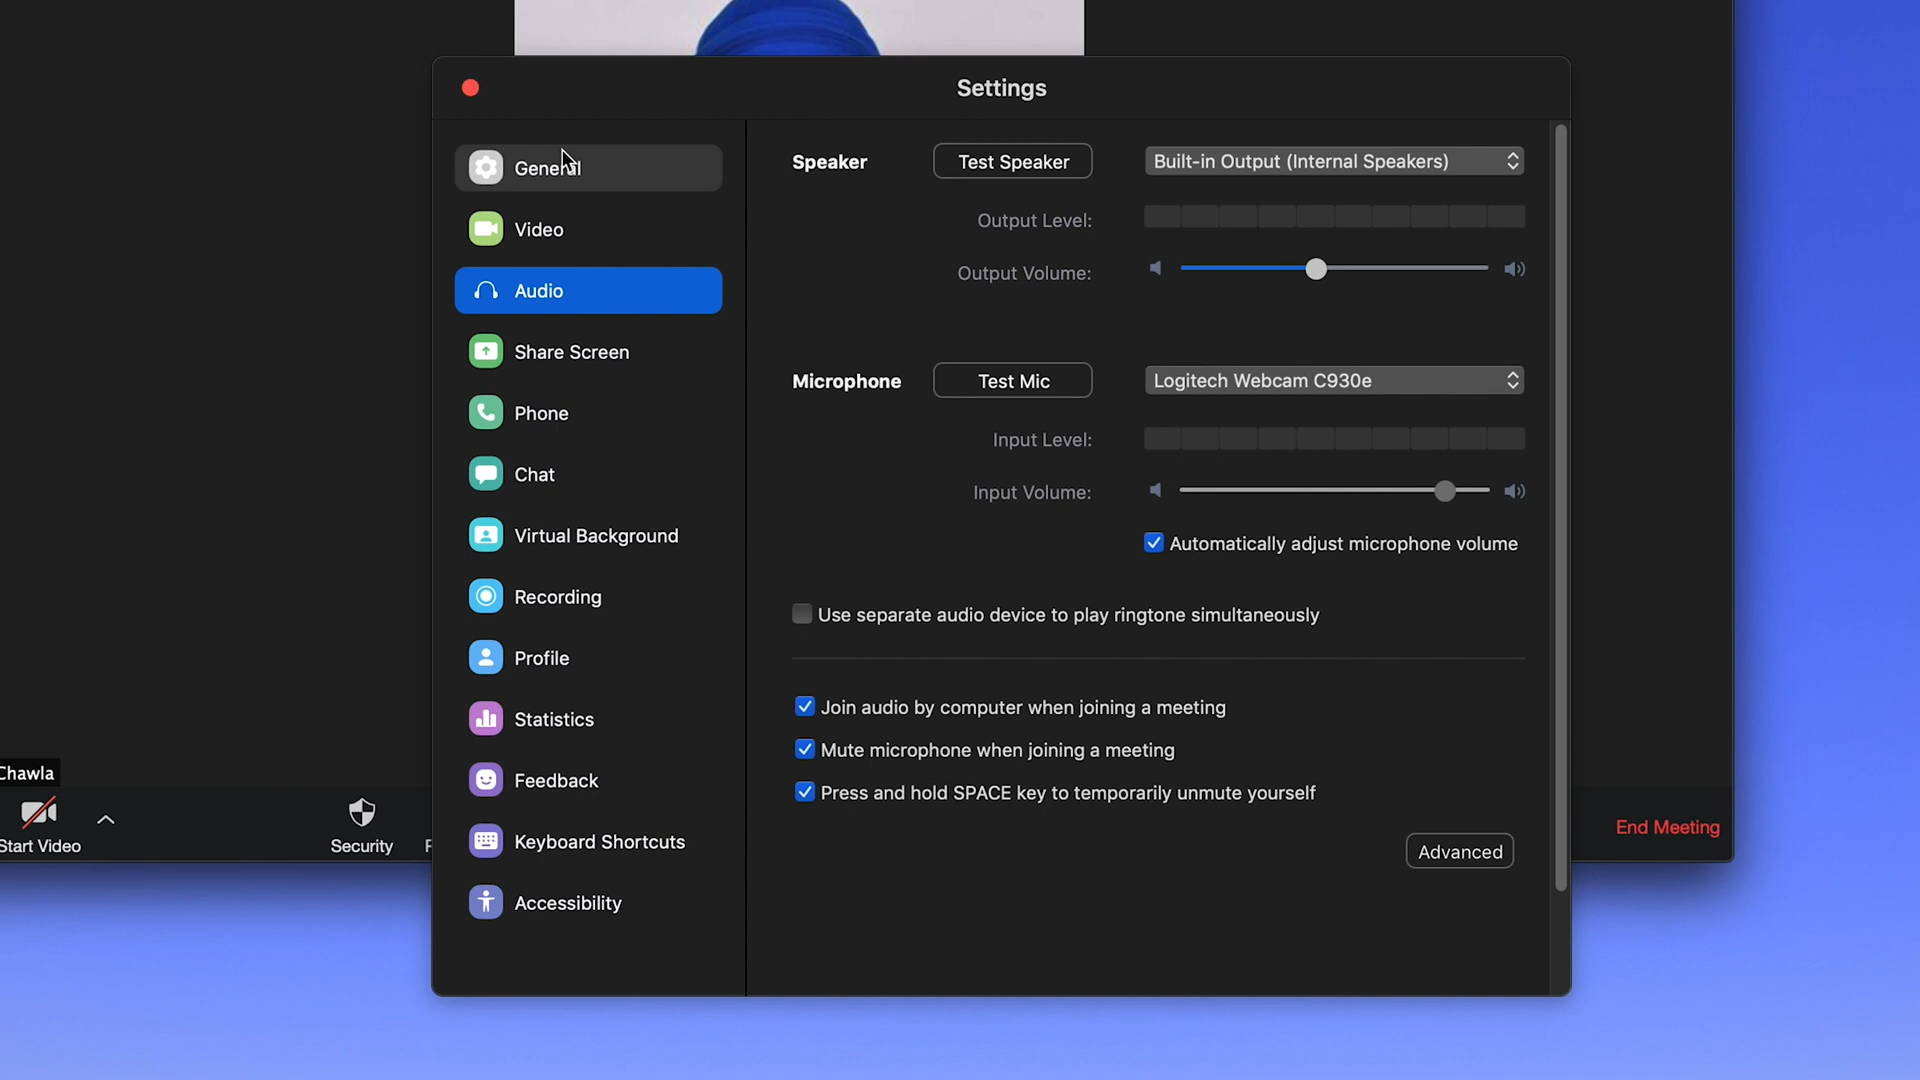 Settings
General
Video
Audio
Share Screen
Phone
Chat
Virtual Background
Recording
Profile
Statistics
Feedback
Keyboard Shortcuts
Accessibility
Speaker
Test Speaker
Built-in Output (Internal Speakers)
Output Level:
Output Volume:
Microphone
Test Mic
Logitech Webcam C930e
Input Level:
Input Volume:
Automatically adjust microphone volume
Use separate audio device to play ringtone simultaneously
Join audio by computer when joining a meeting
Mute microphone when joining a meeting
Press and hold SPACE key to temporarily unmute yourself
Advanced
Chawla
Start Video
Security
End Meeting